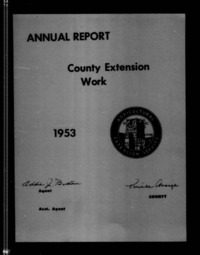 ANNUAL REPORT
County Extension
Work
1953
Agent
COUNTY
Asst. Agent